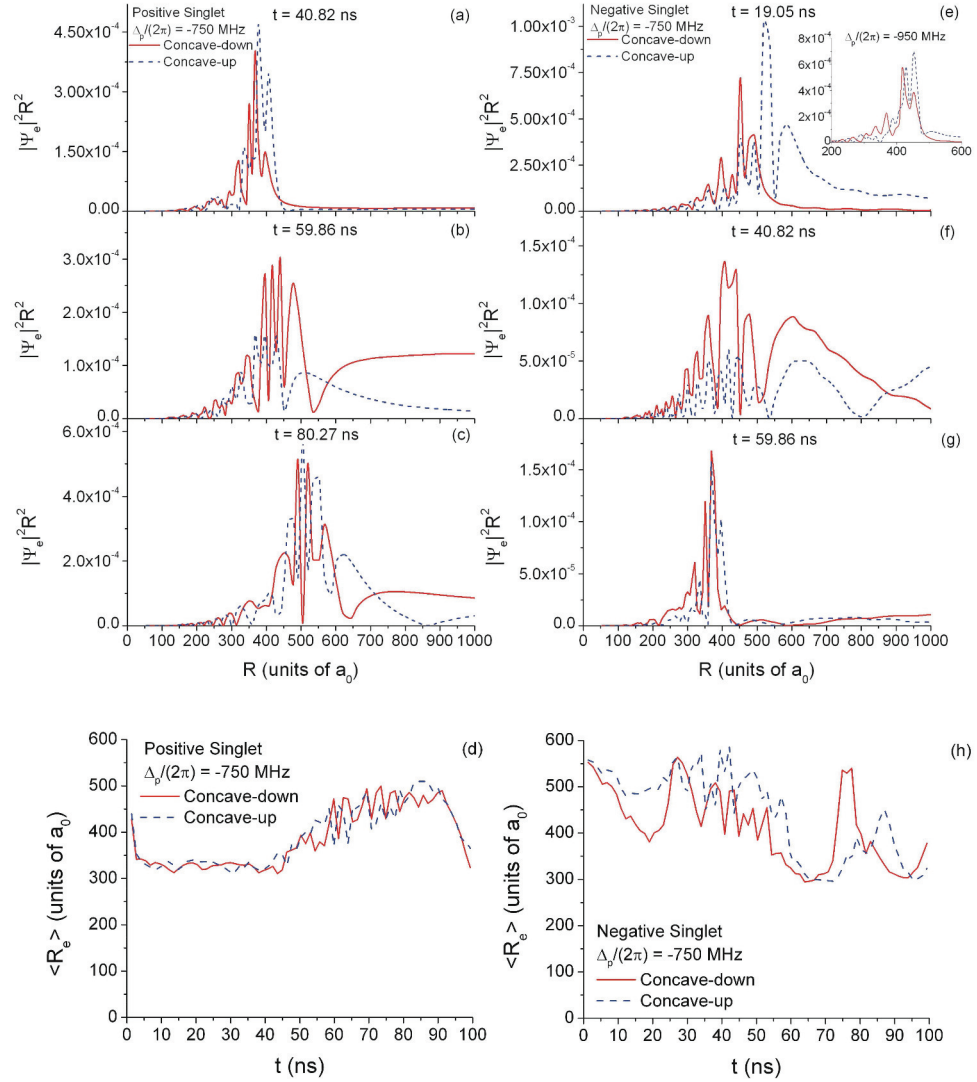 Positive Singlet
Δp/(2π) = -750 MHz
Concave-down
Concave-up
t = 40.82 ns
(a)
4.50x10⁻⁴
3.00x10⁻⁴
1.50x10⁻⁴
0.00
|Ψe|²R²
t = 59.86 ns
(b)
3.0x10⁻⁴
2.0x10⁻⁴
1.0x10⁻⁴
0.0
|Ψe|²R²
t = 80.27 ns
(c)
6.0x10⁻⁴
4.0x10⁻⁴
2.0x10⁻⁴
0.0
|Ψe|²R²
0 100 200 300 400 500 600 700 800 900 1000
R (units of a₀)
Negative Singlet
Δp/(2π) = -750 MHz
Concave-down
Concave-up
t = 19.05 ns
(e)
1.00x10⁻³
7.50x10⁻⁴
5.00x10⁻⁴
2.50x10⁻⁴
0.00
|Ψe|²R²
Δp/(2π) = -950 MHz
8x10⁻⁴
6x10⁻⁴
4x10⁻⁴
2x10⁻⁴
0
200 400 600
t = 40.82 ns
(f)
1.5x10⁻⁴
1.0x10⁻⁴
5.0x10⁻⁵
0.0
|Ψe|²R²
t = 59.86 ns
(g)
1.5x10⁻⁴
1.0x10⁻⁴
5.0x10⁻⁵
0.0
|Ψe|²R²
0 100 200 300 400 500 600 700 800 900 1000
R (units of a₀)
Positive Singlet
Δp/(2π) = -750 MHz
Concave-down
Concave-up
(d)
600
500
400
300
200
100
0
<Re> (units of a₀)
0 10 20 30 40 50 60 70 80 90 100
t (ns)
(h)
600
500
400
300
200
100
0
<Re> (units of a₀)
Negative Singlet
Δp/(2π) = -750 MHz
Concave-down
Concave-up
0 10 20 30 40 50 60 70 80 90 100
t (ns)